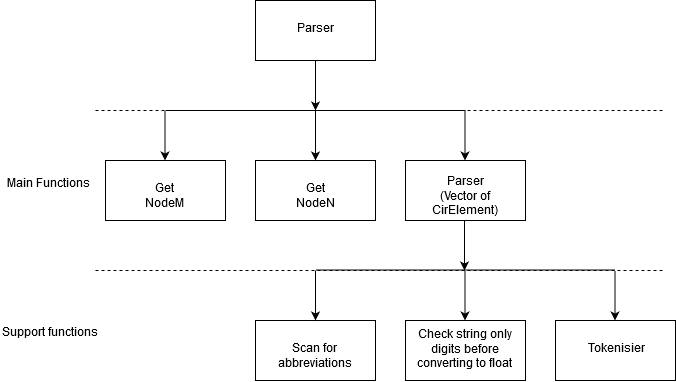 Parser
Main Functions
Get
NodeM
Get
NodeN
Parser
(Vector of
CirElement)
Support functions
Scan for
abbreviations
Check string only
digits before
converting to float
Tokenisier